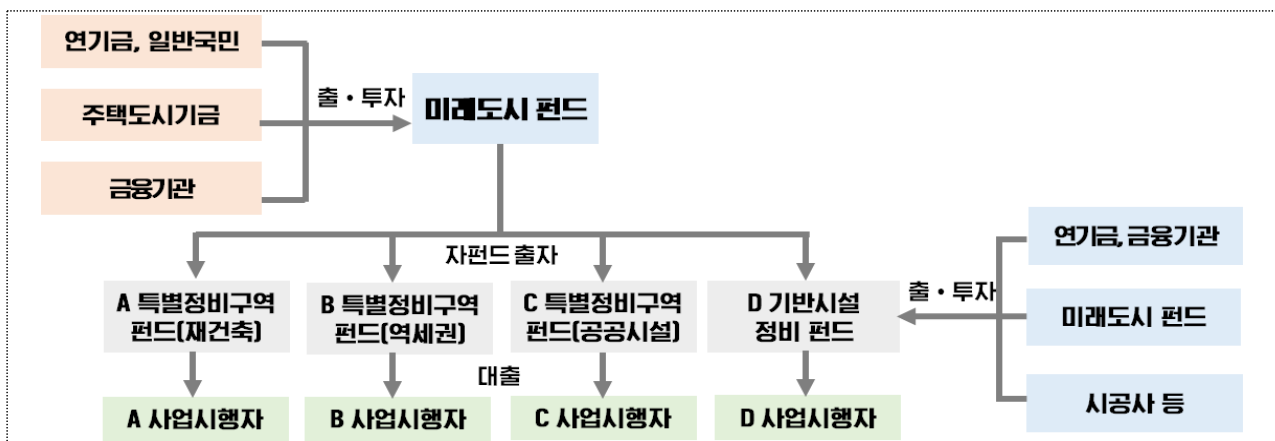 연기금, 일반국민
주택도시기금
금융기관
출・투자
미래도시 펀드
자펀드 출자
A 특별정비구역
펀드(재건축)
B 특별정비구역
펀드(역세권)
C 특별정비구역
펀드(공공시설)
D 기반시설
정비 펀드
출・투자
연기금, 금융기관
미래도시 펀드
시공사 등
대출
A 사업시행자
B 사업시행자
C 사업시행자
D 사업시행자